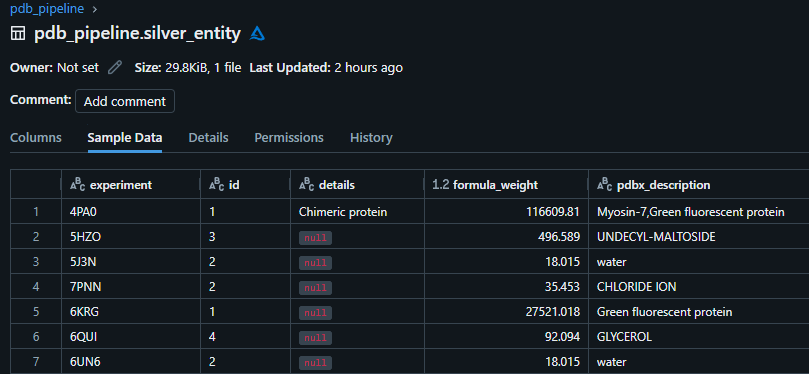 pdb_pipeline >
pdb_pipeline.silver_entity
Owner: Not set Size: 29.8KiB, 1 file Last Updated: 2 hours ago
Comment: Add comment
Columns Sample Data Details Permissions History
ABC experiment ABC id ABC details 1.2 formula_weight ABC pdbx_description
1 4PA0 1 Chimeric protein 116609.81 Myosin-7,Green fluorescent protein
2 5HZO 3 null 496.589 UNDECYL-MALTOSIDE
3 5J3N 2 null 18.015 water
4 7PNN 2 null 35.453 CHLORIDE ION
5 6KRG 1 null 27521.018 Green fluorescent protein
6 6QUI 4 null 92.094 GLYCEROL
7 6UN6 2 null 18.015 water